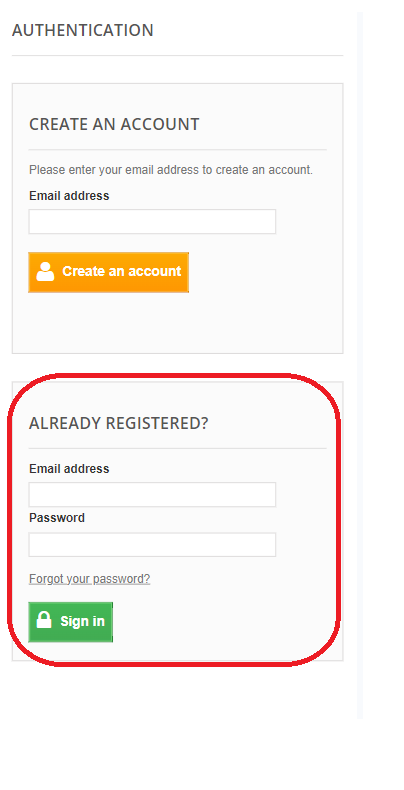 AUTHENTICATION
CREATE AN ACCOUNT
Please enter your email address to create an account.
Email address
Create an account
ALREADY REGISTERED?
Email address
Password
Forgot your password?
Sign in